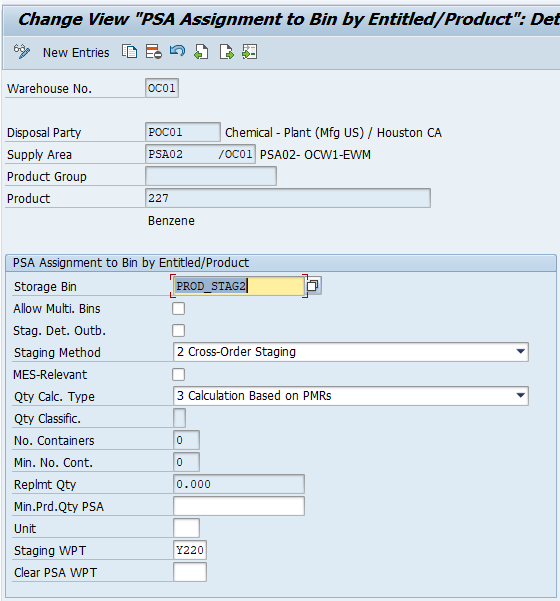 Change View "PSA Assignment to Bin by Entitled/Product": Det
New Entries
Warehouse No. OC01
Disposal Party POC01 Chemical - Plant (Mfg US) / Houston CA
Supply Area PSA02 /OC01 PSA02- OCW1-EWM
Product Group
Product 227
Benzene
PSA Assignment to Bin by Entitled/Product
Storage Bin PROD_STAG2
Allow Multi. Bins
Stag. Det. Outb.
Staging Method 2 Cross-Order Staging
MES-Relevant
Qty Calc. Type 3 Calculation Based on PMRs
Qty Classific.
No. Containers 0
Min. No. Cont. 0
Replmt Qty 0.000
Min.Prd.Qty PSA
Unit
Staging WPT Y220
Clear PSA WPT